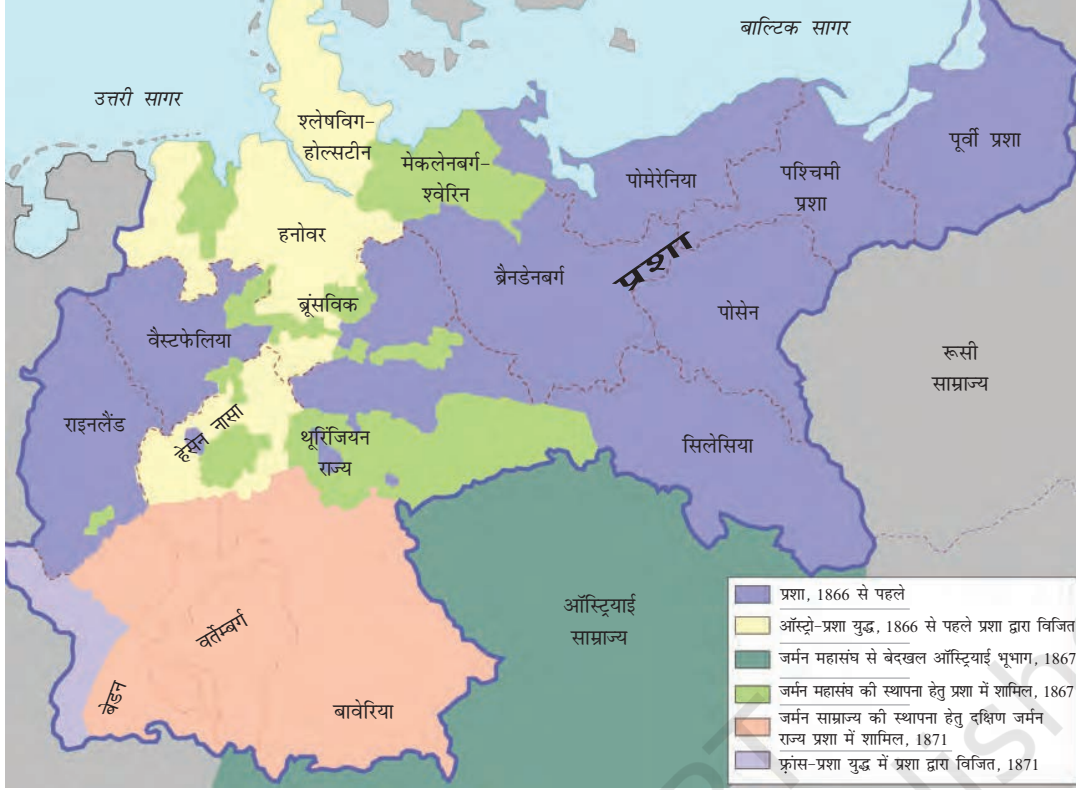 बाल्टिक सागर
उत्तरी सागर
श्लेषविग-
होल्सटीन
मेकलेनबर्ग-
श्वेरिन
पोमेरेनिया
पश्चिमी
प्रशा
पूर्वी प्रशा
हनोवर
ब्रैनडेनबर्ग
प्रशा
ब्रूंसविक
पोसेन
वैस्टफेलिया
रूसी
साम्राज्य
राइनलैंड
हेसेन नासा
थूरिंजियन
राज्य
सिलेसिया
ऑस्ट्रियाई
साम्राज्य
वर्तेम्बर्ग
बेडन
बावेरिया
प्रशा, 1866 से पहले
ऑस्ट्रो-प्रशा युद्ध, 1866 से पहले प्रशा द्वारा विजित
जर्मन महासंघ से बेदखल ऑस्ट्रियाई भूभाग, 1867
जर्मन महासंघ की स्थापना हेतु प्रशा में शामिल, 1867
जर्मन साम्राज्य की स्थापना हेतु दक्षिण जर्मन
राज्य प्रशा में शामिल, 1871
फ़्रांस-प्रशा युद्ध में प्रशा द्वारा विजित, 1871